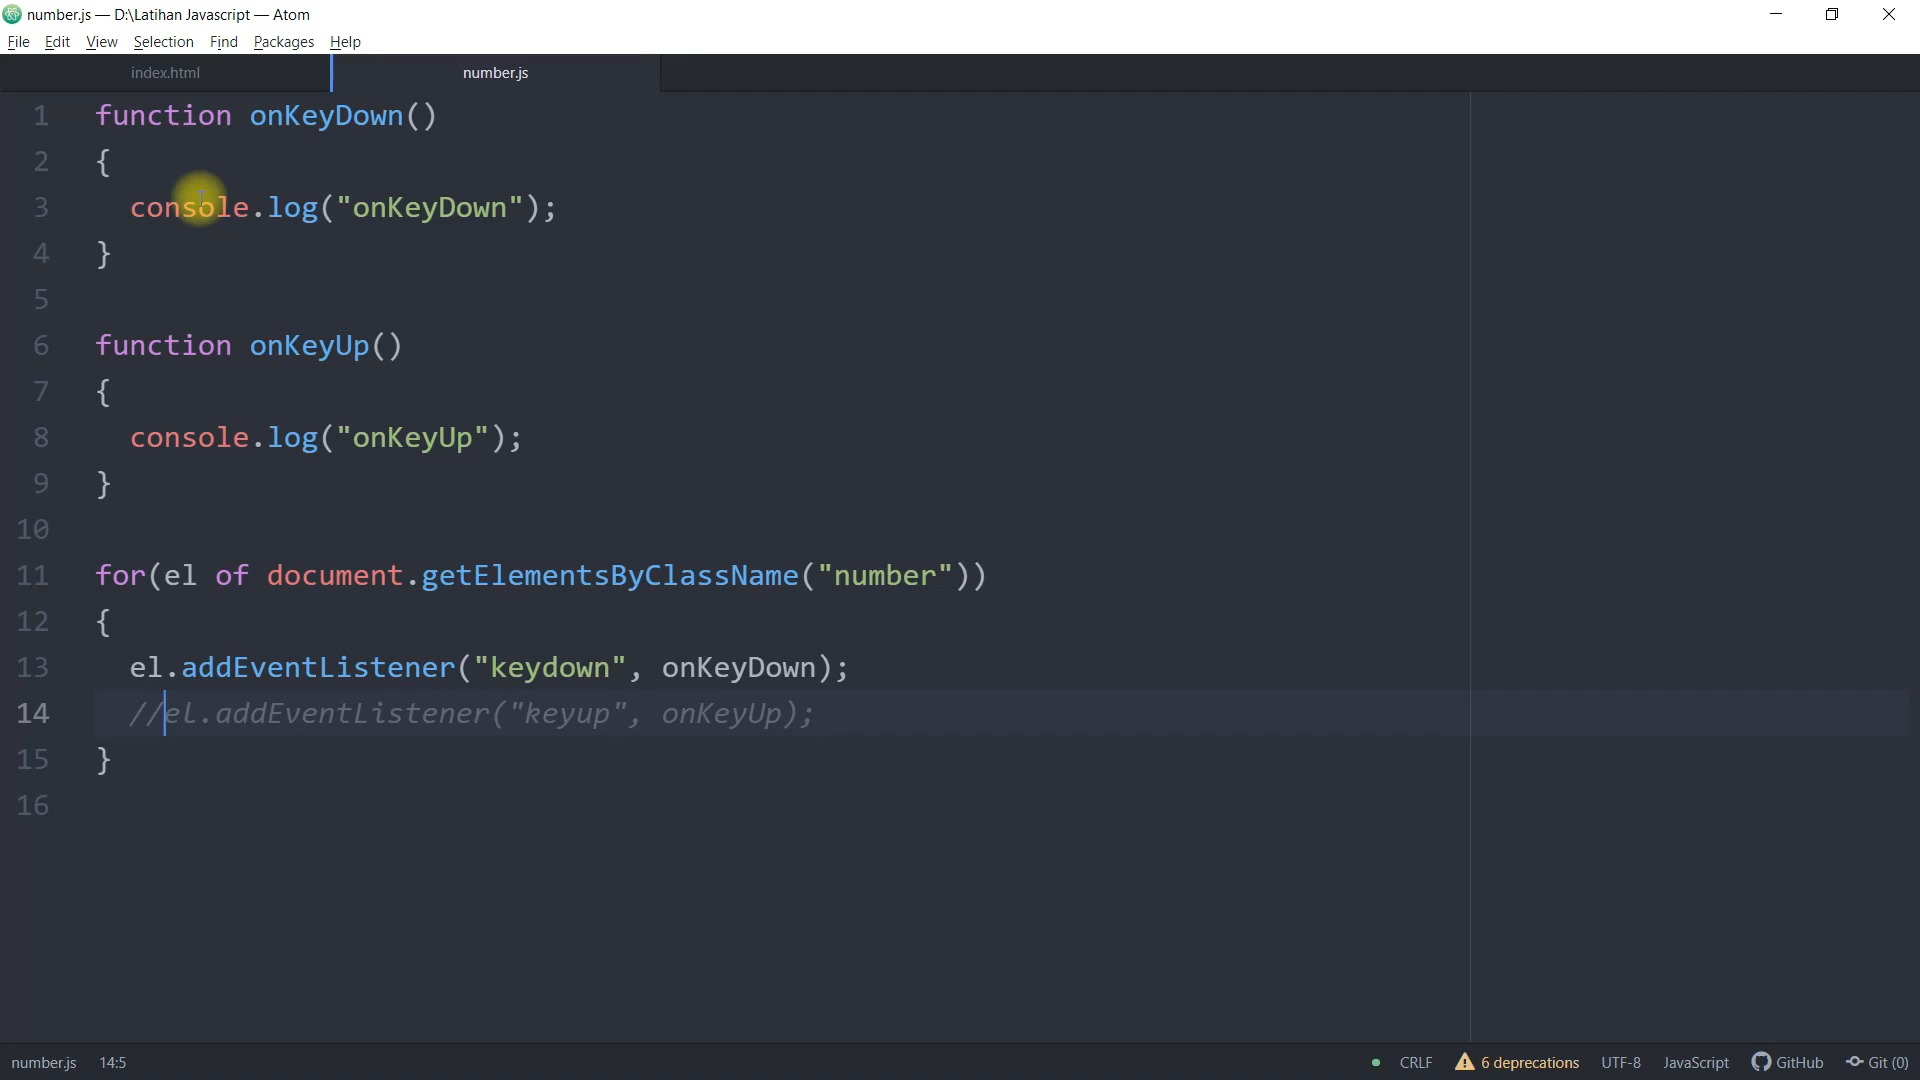 number.js — D:\Latihan Javascript — Atom
File Edit View Selection Find Packages Help
index.html number.js
1 function onKeyDown()
2 {
3 console.log("onKeyDown");
4 }
5
6 function onKeyUp()
7 {
8 console.log("onKeyUp");
9 }
10
11 for(el of document.getElementsByClassName("number"))
12 {
13 el.addEventListener("keydown", onKeyDown);
14 //el.addEventListener("keyup", onKeyUp);
15 }
16
number.js 14:5 CRLF 6 deprecations UTF-8 JavaScript GitHub Git (0)